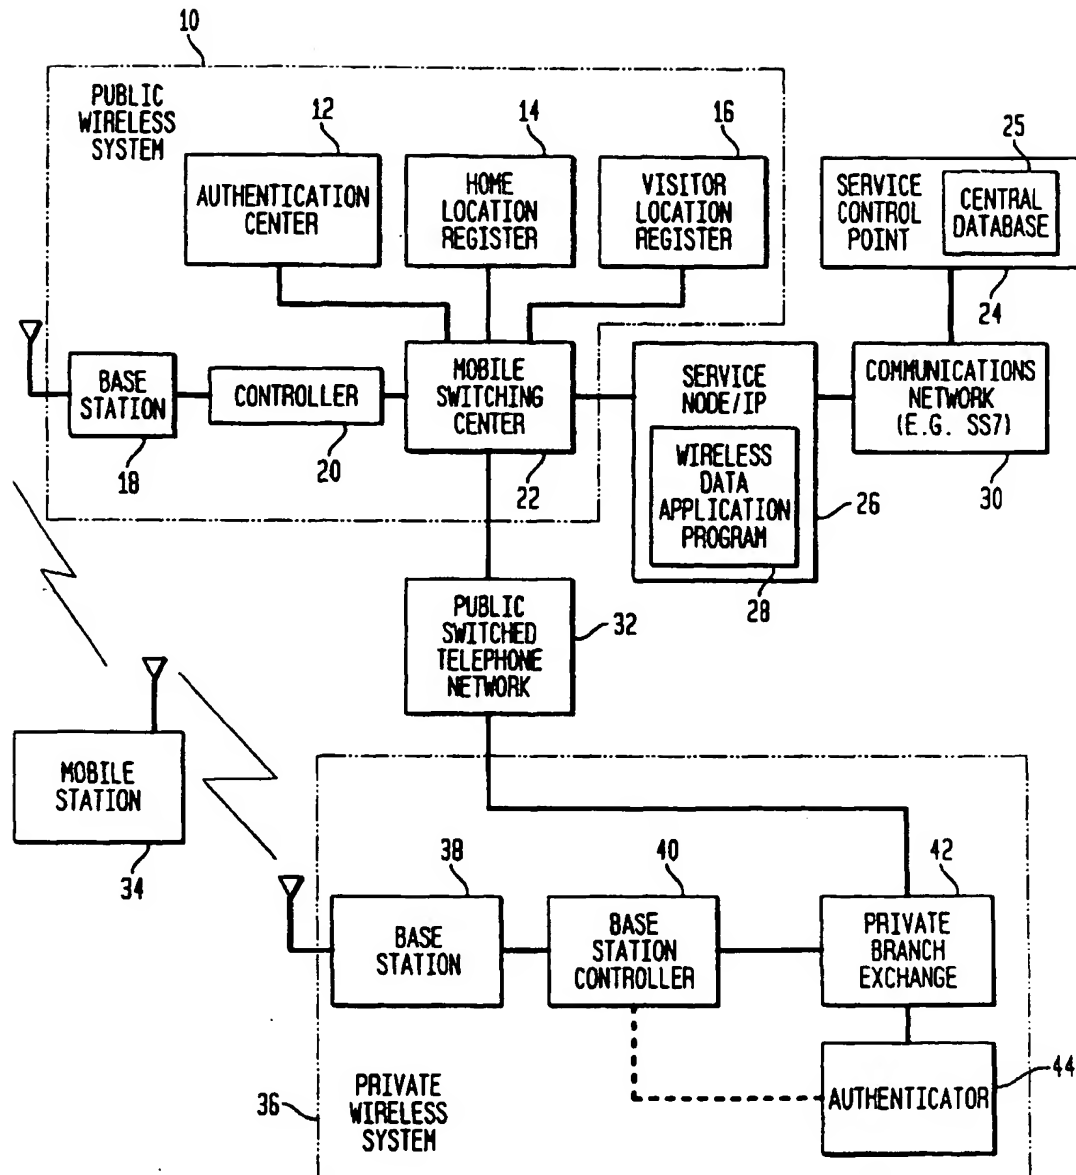 10
PUBLIC
WIRELESS
SYSTEM
12
AUTHENTICATION
CENTER
14
HOME
LOCATION
REGISTER
16
VISITOR
LOCATION
REGISTER
25
SERVICE
CONTROL
POINT
CENTRAL
DATABASE
24
BASE
STATION
18
CONTROLLER
20
MOBILE
SWITCHING
CENTER
22
SERVICE
NODE/IP
WIRELESS
DATA
APPLICATION
PROGRAM
26
28
COMMUNICATIONS
NETWORK
(E.G. SS7)
30
PUBLIC
SWITCHED
TELEPHONE
NETWORK
32
MOBILE
STATION
34
38
BASE
STATION
40
BASE
STATION
CONTROLLER
42
PRIVATE
BRANCH
EXCHANGE
AUTHENTICATOR
44
36
PRIVATE
WIRELESS
SYSTEM